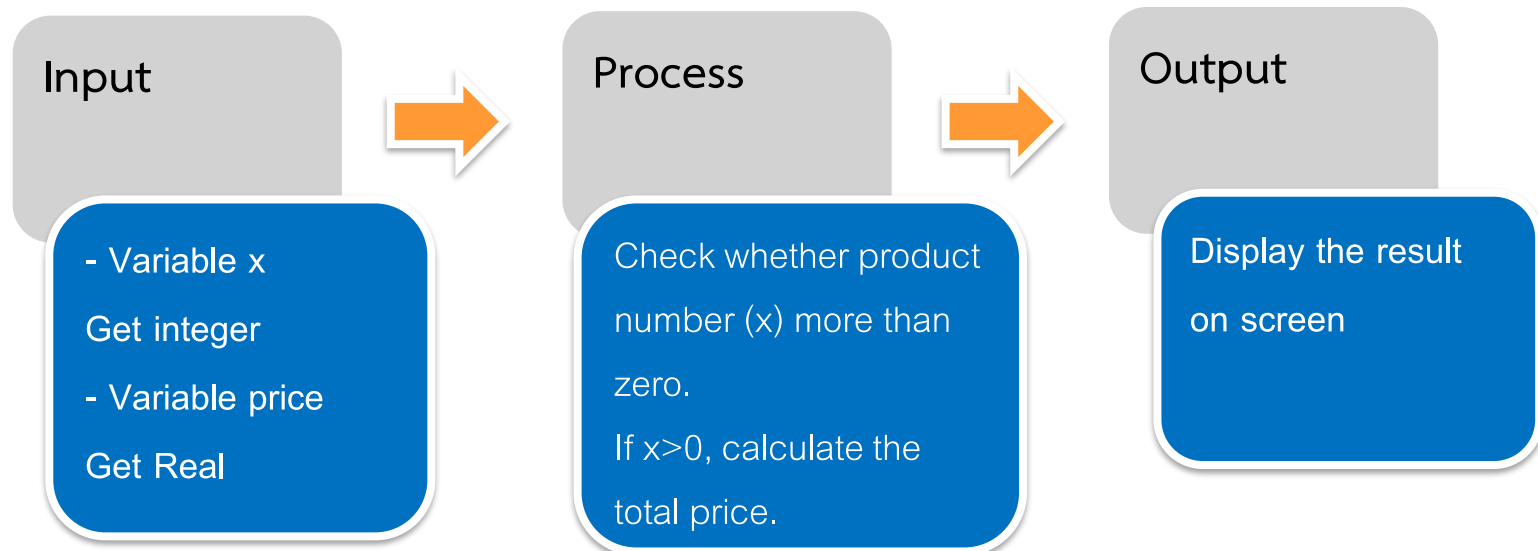 Input
- Variable x
Get integer
- Variable price
Get Real
Process
Check whether product
number (x) more than
zero.
If x>0, calculate the
total price.
Output
Display the result
on screen